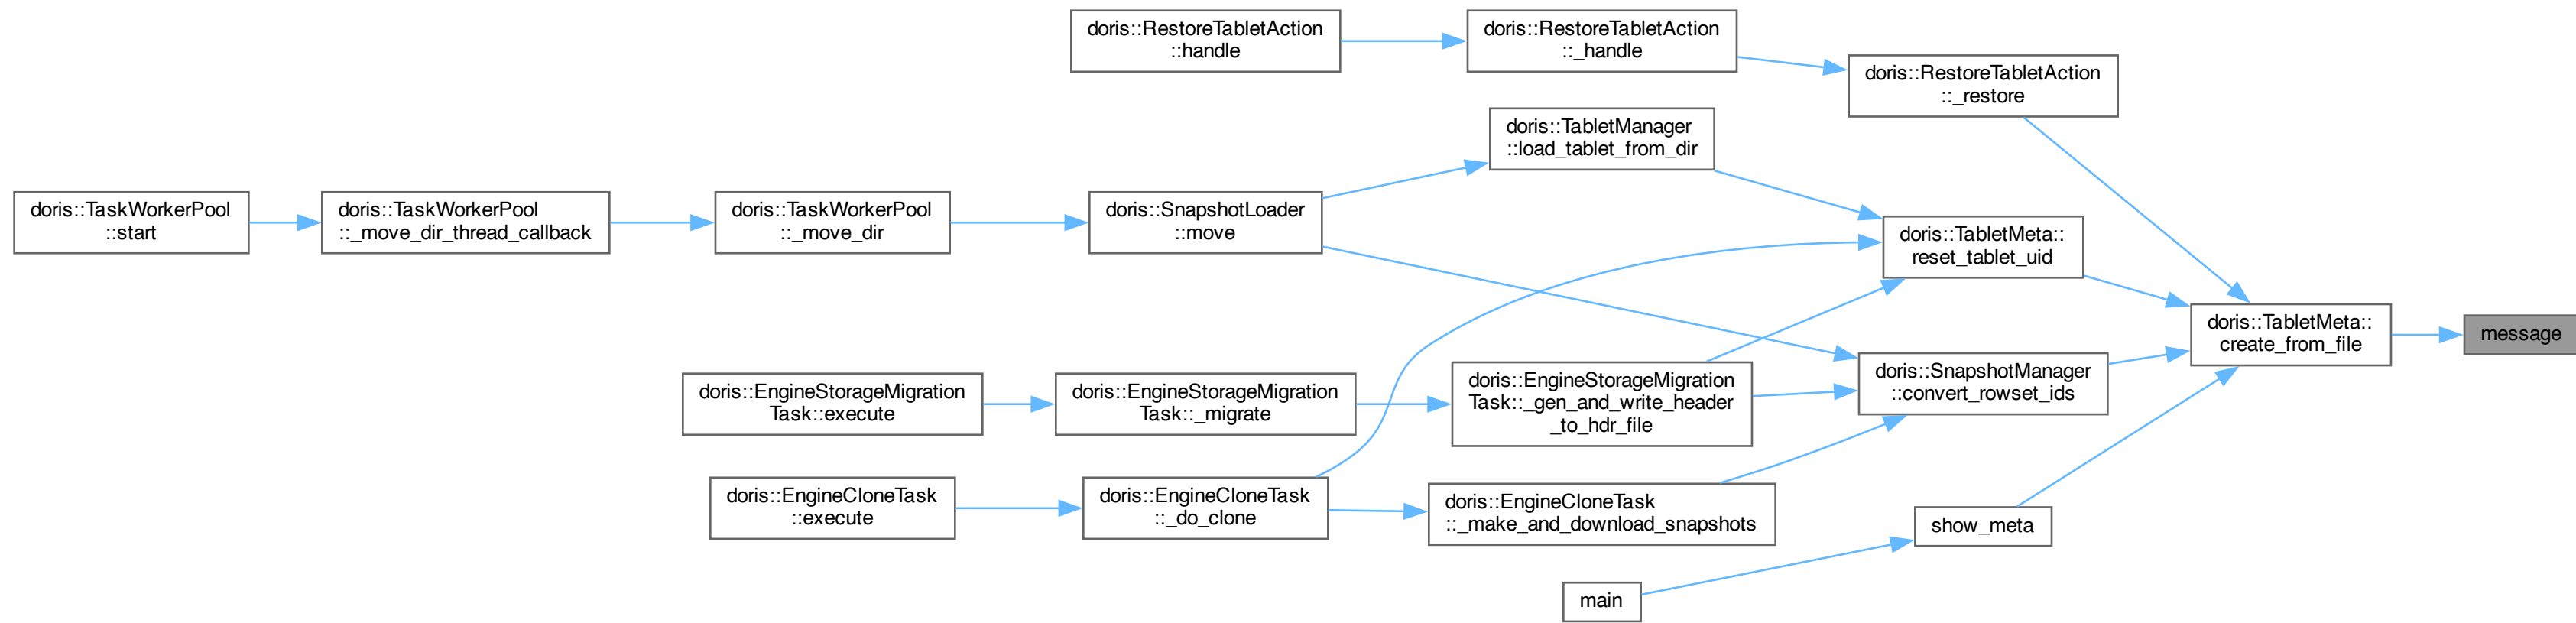 doris::RestoreTabletAction
::handle
doris::RestoreTabletAction
::_handle
doris::RestoreTabletAction
::_restore
doris::TabletManager
::load_tablet_from_dir
doris::TaskWorkerPool
::start
doris::TaskWorkerPool
::_move_dir_thread_callback
doris::TaskWorkerPool
::_move_dir
doris::SnapshotLoader
::move
doris::TabletMeta::
reset_tablet_uid
doris::TabletMeta::
create_from_file
message
doris::EngineStorageMigration
Task::execute
doris::EngineStorageMigration
Task::_migrate
doris::EngineStorageMigration
Task::_gen_and_write_header
_to_hdr_file
doris::SnapshotManager
::convert_rowset_ids
doris::EngineCloneTask
::execute
doris::EngineCloneTask
::_do_clone
doris::EngineCloneTask
::_make_and_download_snapshots
show_meta
main